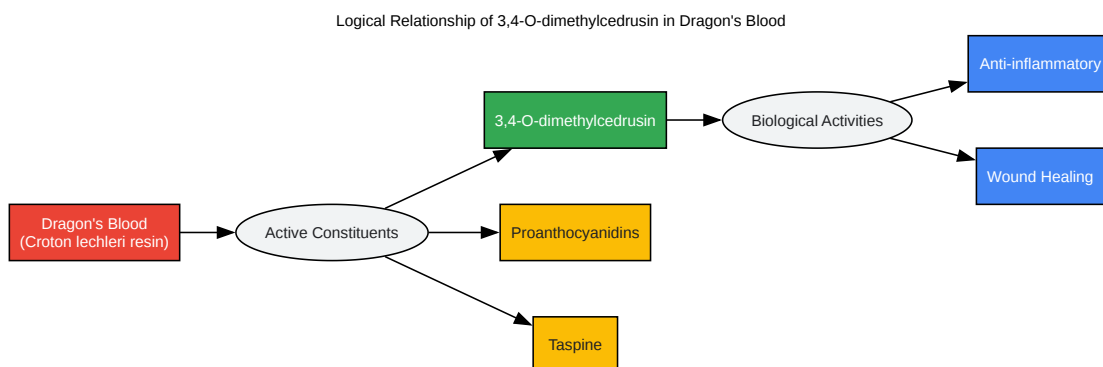 Logical Relationship of 3,4-O-dimethylcedrusin in Dragon's Blood
Anti-inflammatory
3,4-O-dimethylcedrusin
Biological Activities
Wound Healing
Dragon's Blood
(Croton lechleri resin)
Active Constituents
Proanthocyanidins
Taspine